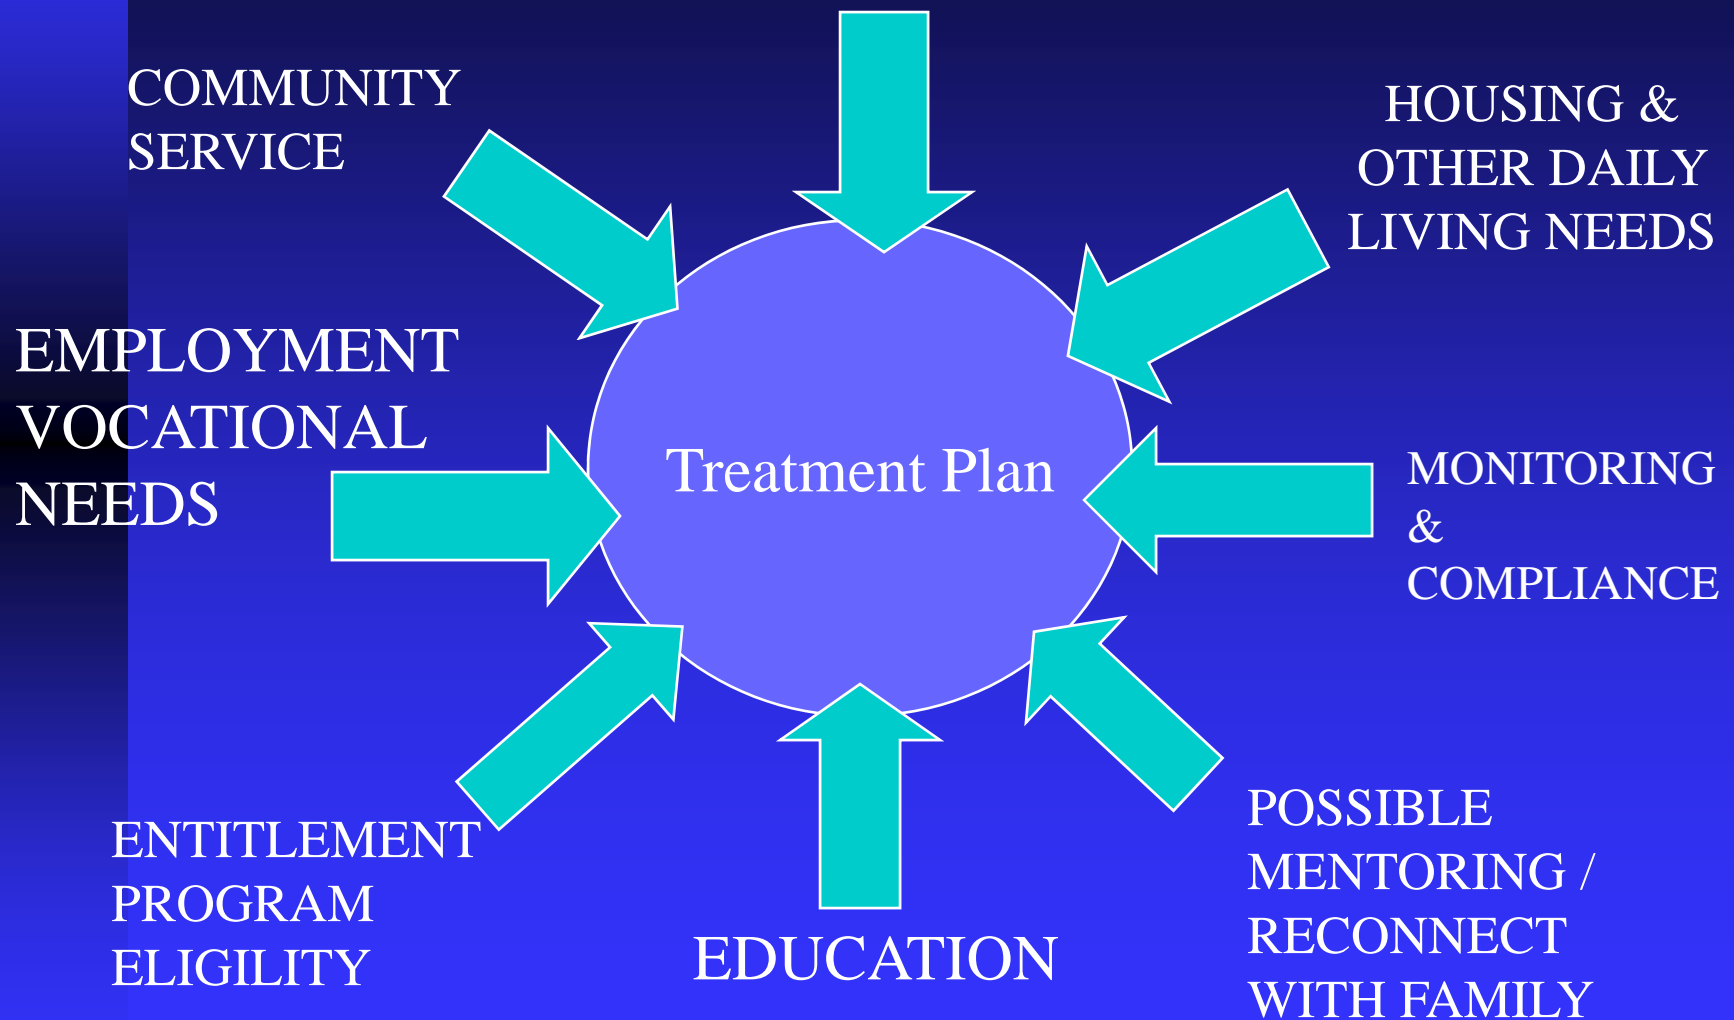 COMMUNITY
SERVICE
HOUSING &
OTHER DAILY
LIVING NEEDS
EMPLOYMENT
VOCATIONAL
NEEDS
Treatment Plan
MONITORING
&
COMPLIANCE
ENTITLEMENT
PROGRAM
ELIGILITY
EDUCATION
POSSIBLE
MENTORING /
RECONNECT
WITH FAMILY